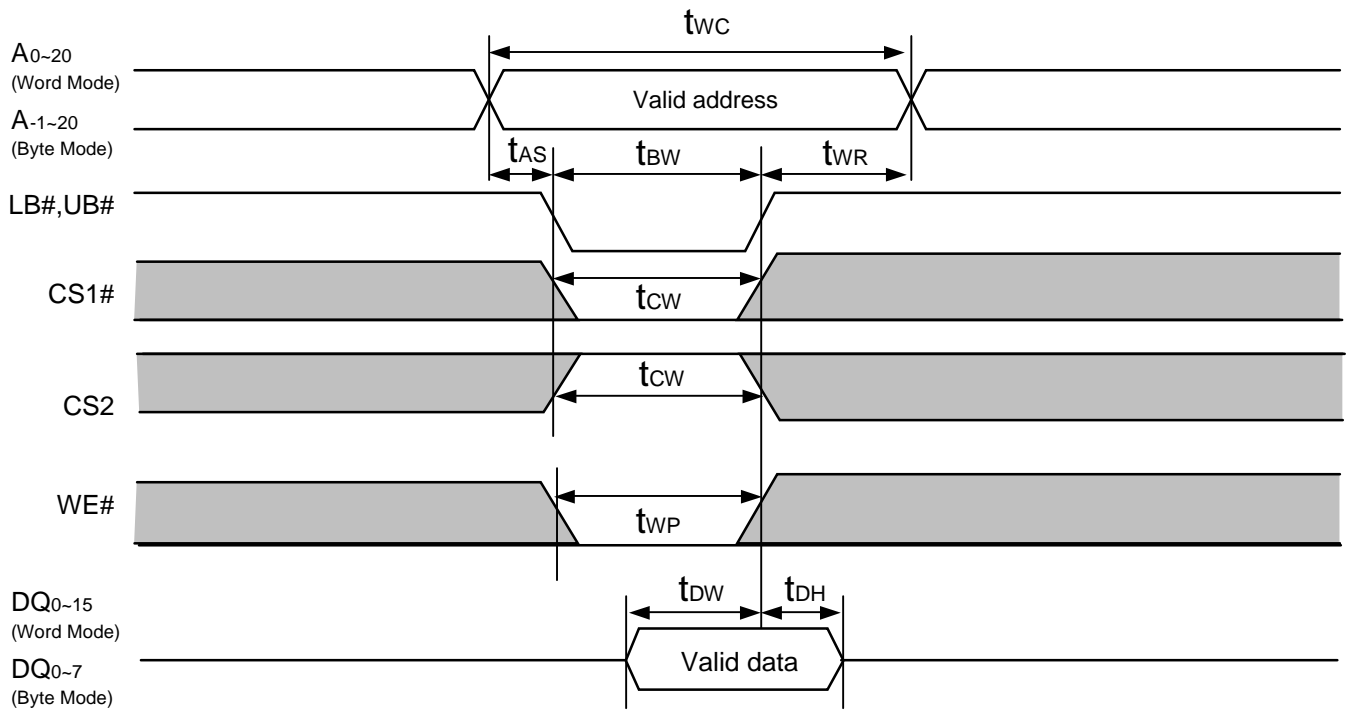 tWC
A0~20
(Word Mode)
Valid address
A-1~20
(Byte Mode)
tAS
tBW
tWR
LB#,UB#
CS1#
tCW
CS2
tCW
WE#
tWP
DQ0~15
(Word Mode)
tDW
tDH
Valid data
DQ0~7
(Byte Mode)